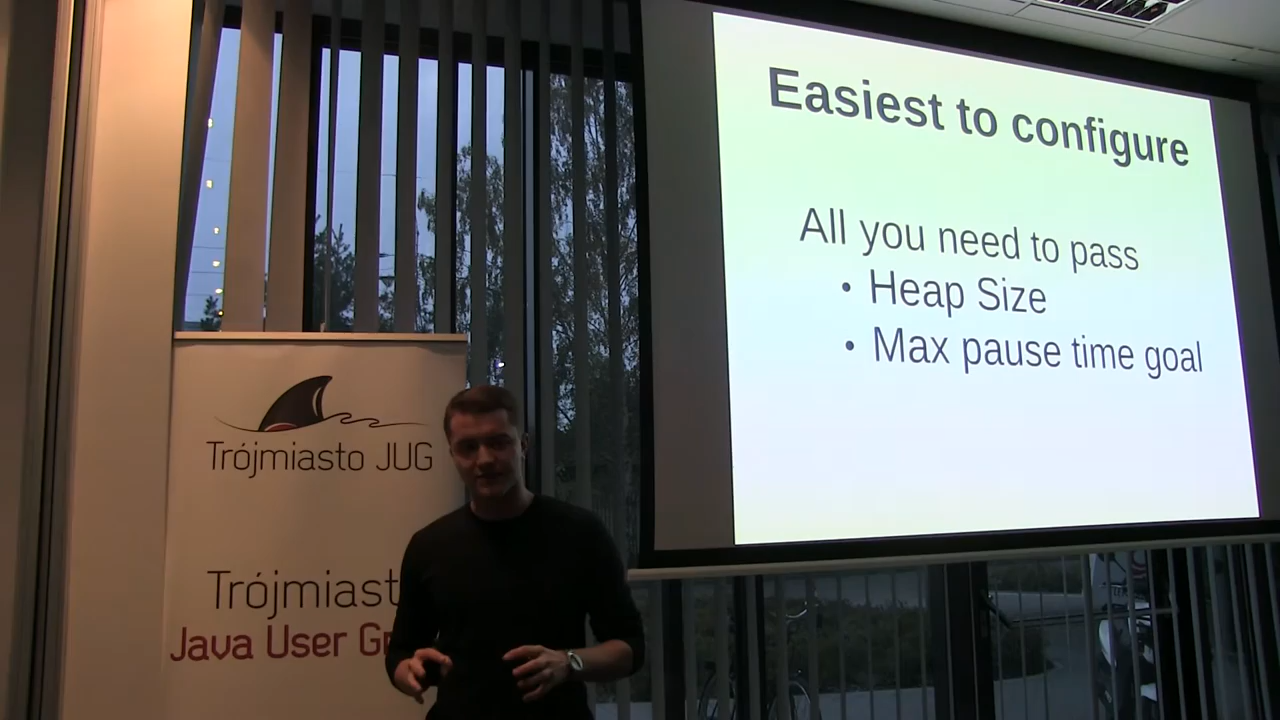 Easiest to configure
All you need to pass
• Heap Size
• Max pause time goal
Trójmiasto JUG
Trójmiast
Java User Gr